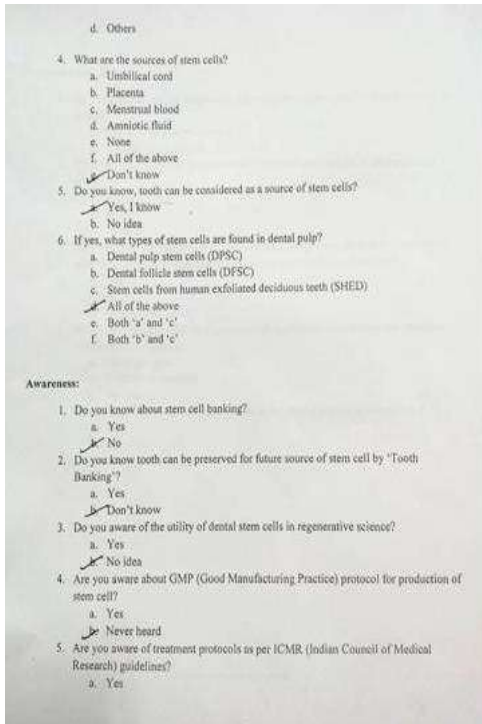 d. Others
4. What are the sources of stem cells?
a. Umbilical cord
b. Placenta
c. Menstrual blood
d. Amniotic fluid
e. None
f. All of the above
g. Don't know
5. Do you know, tooth can be considered as a source of stem cells?
a. Yes, I know
b. No idea
6. If yes, what types of stem cells are found in dental pulp?
a. Dental pulp stem cells (DPSC)
b. Dental follicle stem cells (DFSC)
c. Stem cells from human exfoliated deciduous teeth (SHED)
d. All of the above
e. Both 'a' and 'c'
f. Both 'b' and 'c'
Awareness:
1. Do you know about stem cell banking?
a. Yes
b. No
2. Do you know tooth can be preserved for future source of stem cell by "Tooth
Banking"?
a. Yes
b. Don't know
3. Do you aware of the utility of dental stem cells in regenerative science?
a. Yes
b. No idea
4. Are you aware about GMP (Good Manufacturing Practice) protocol for production of
stem cell?
a. Yes
b. Never heard
5. Are you aware of treatment protocols as per ICMR (Indian Council of Medical
Research) guidelines?
a. Yes